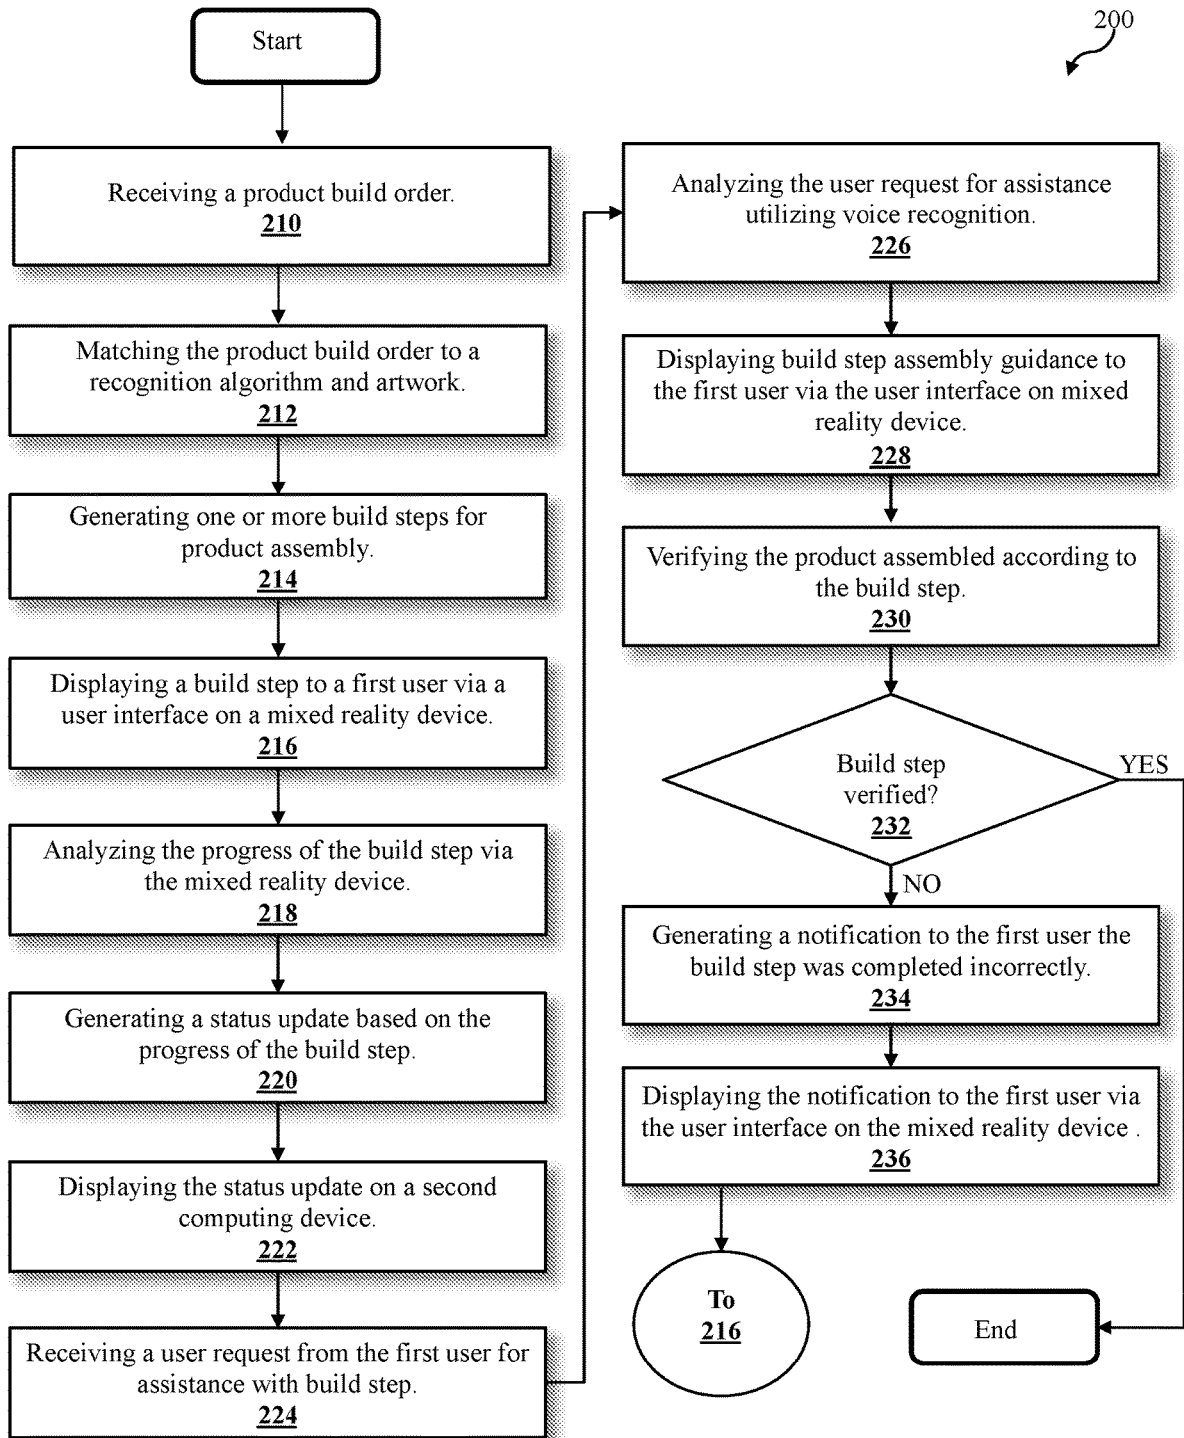 200
Start
Receiving a product build order.
210
Matching the product build order to a
recognition algorithm and artwork.
212
Generating one or more build steps for
product assembly.
214
Displaying a build step to a first user via a
user interface on a mixed reality device.
216
Analyzing the progress of the build step via
the mixed reality device.
218
Generating a status update based on the
progress of the build step.
220
Displaying the status update on a second
computing device.
222
Receiving a user request from the first user for
assistance with build step.
224
Analyzing the user request for assistance
utilizing voice recognition.
226
Displaying build step assembly guidance to
the first user via the user interface on mixed
reality device.
228
Verifying the product assembled according to
the build step.
230
Build step
verified?
232
YES
NO
Generating a notification to the first user the
build step was completed incorrectly.
234
Displaying the notification to the first user via
the user interface on the mixed reality device .
236
To
216
End